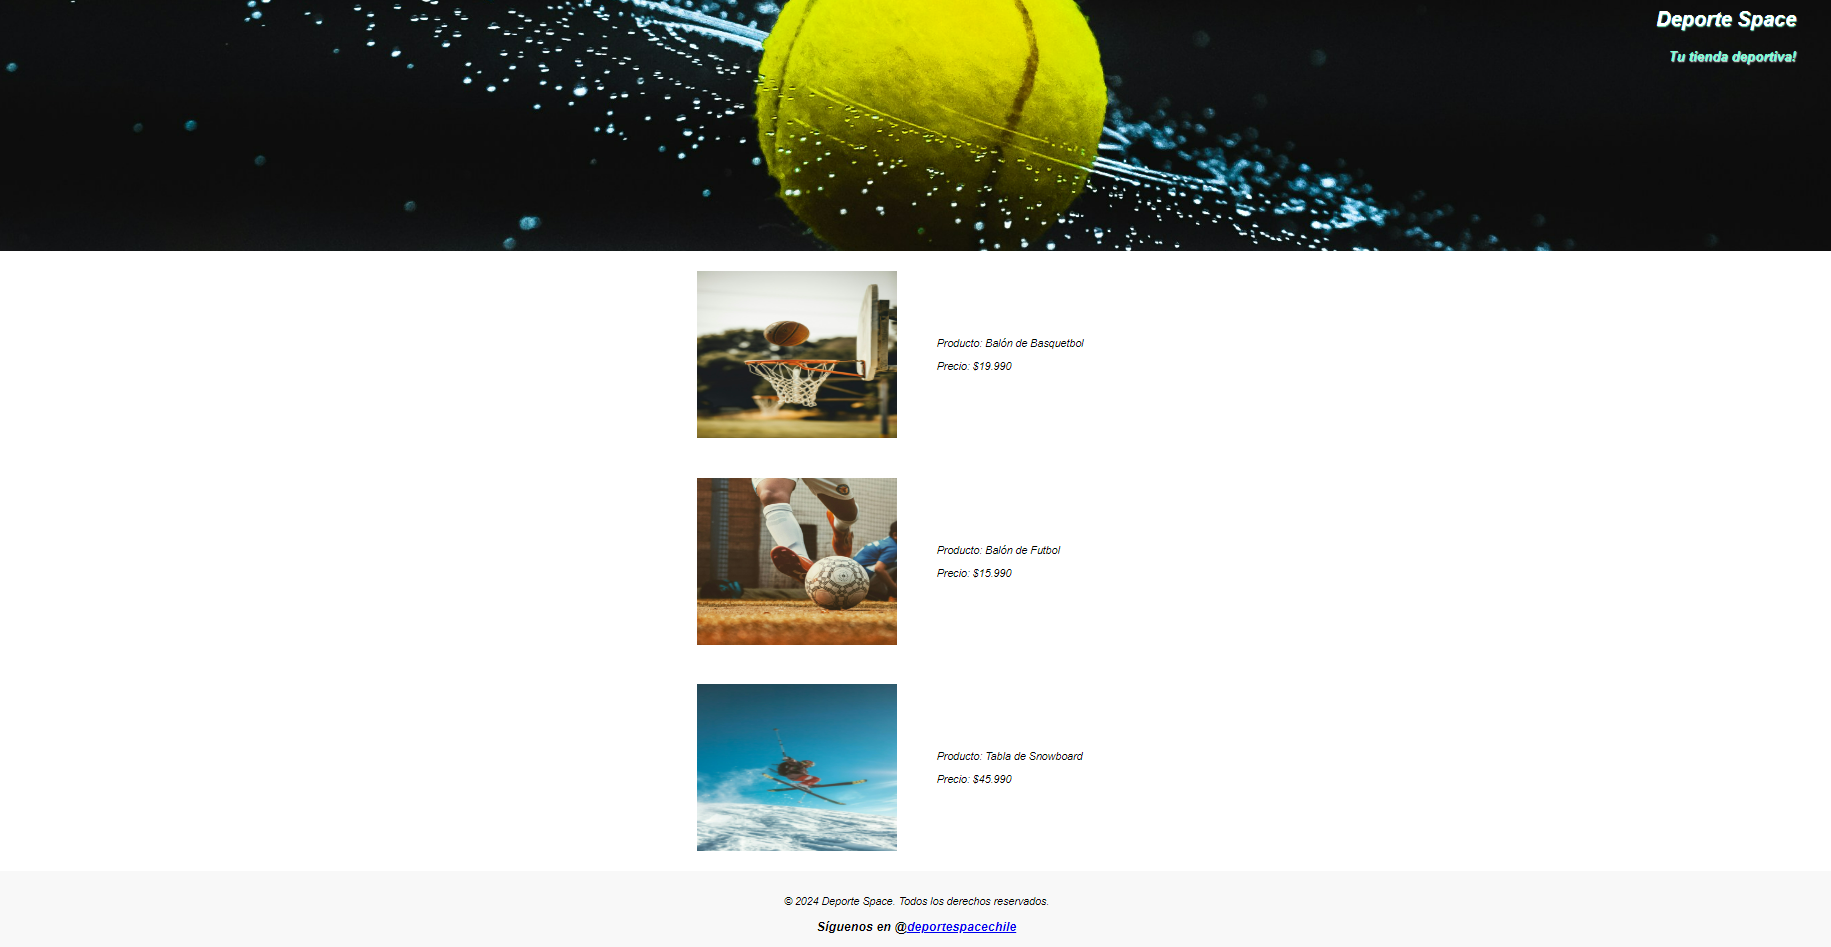 Deporte Space
Tu tienda deportiva!
Producto: Balón de Basquetbol
Precio: $19.990
Producto: Balón de Futbol
Precio: $15.990
Producto: Tabla de Snowboard
Precio: $45.990
© 2024 Deporte Space. Todos los derechos reservados.
Síguenos en @deportespacechile